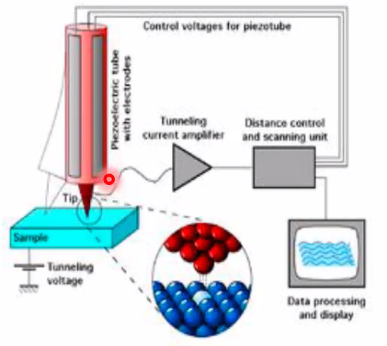 Control voltages for piezotube
Piezoelectric tube
with electrodes
Tunneling
current amplifier
Distance control
and scanning unit
Tip
Sample
Tunneling
voltage
Data processing
and display